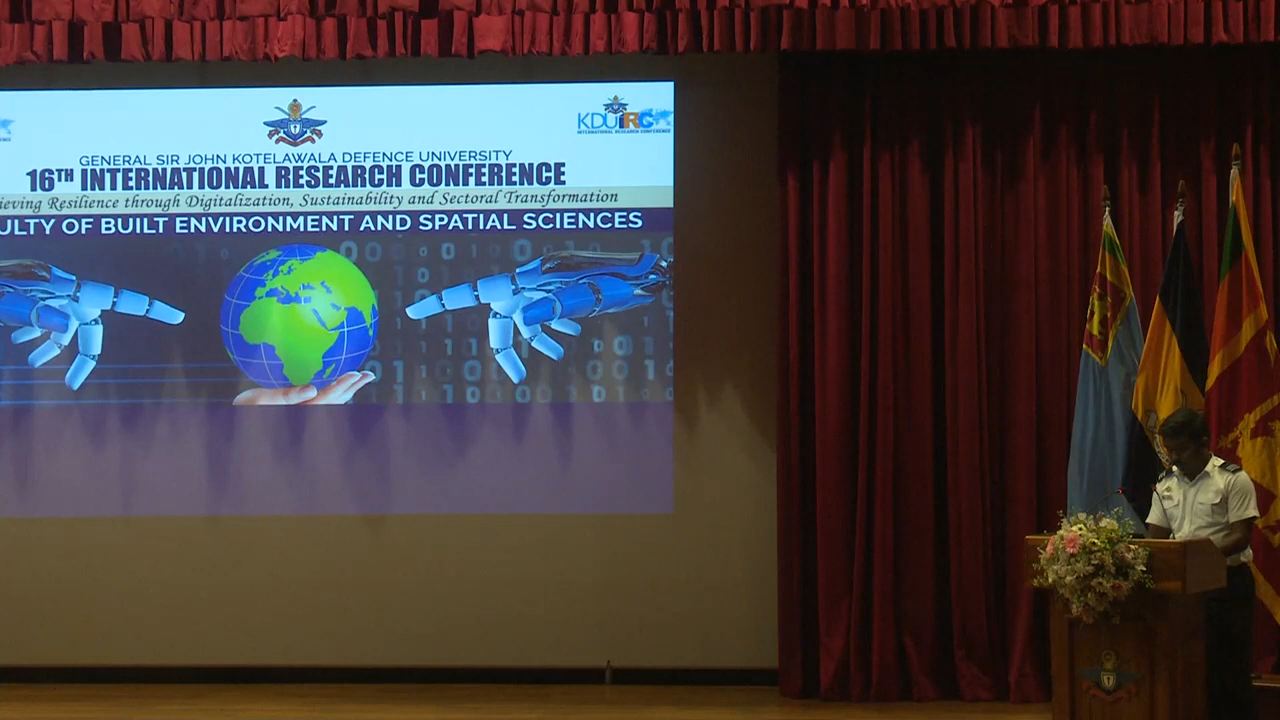 KDUIRC
INTERNATIONAL RESEARCH CONFERENCE
GENERAL SIR JOHN KOTELAWALA DEFENCE UNIVERSITY
16TH INTERNATIONAL RESEARCH CONFERENCE
ieving Resilience through Digitalization, Sustainability and Sectoral Transformation
ULTY OF BUILT ENVIRONMENT AND SPATIAL SCIENCES